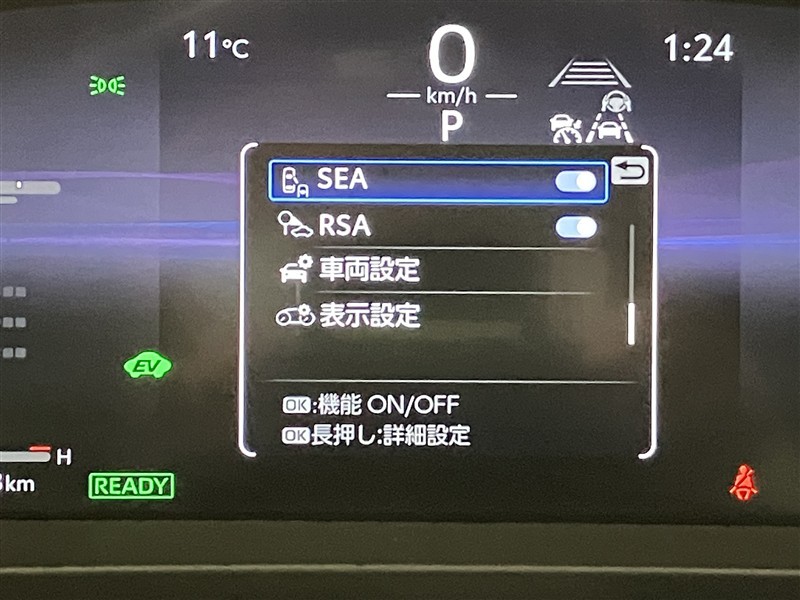 11℃
0
km/h
P
1:24
SEA
RSA
車両設定
表示設定
OK:機能 ON/OFF
OK長押し:詳細設定
EV
H
km
READY